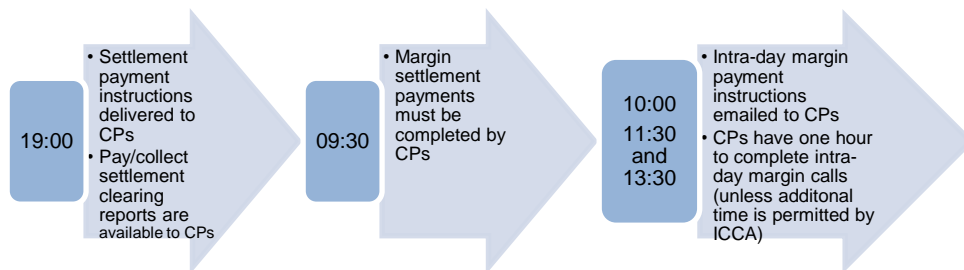 19:00
• Settlement
payment
instructions
delivered to
CPs
• Pay/collect
settlement
clearing
reports are
available to CPs
09:30
• Margin
settlement
payments
must be
completed by
CPs
10:00
11:30
and
13:30
• Intra-day margin
payment
instructions
emailed to CPs
• CPs have one hour
to complete intra-
day margin calls
(unless additonal
time is permitted by
ICCA)